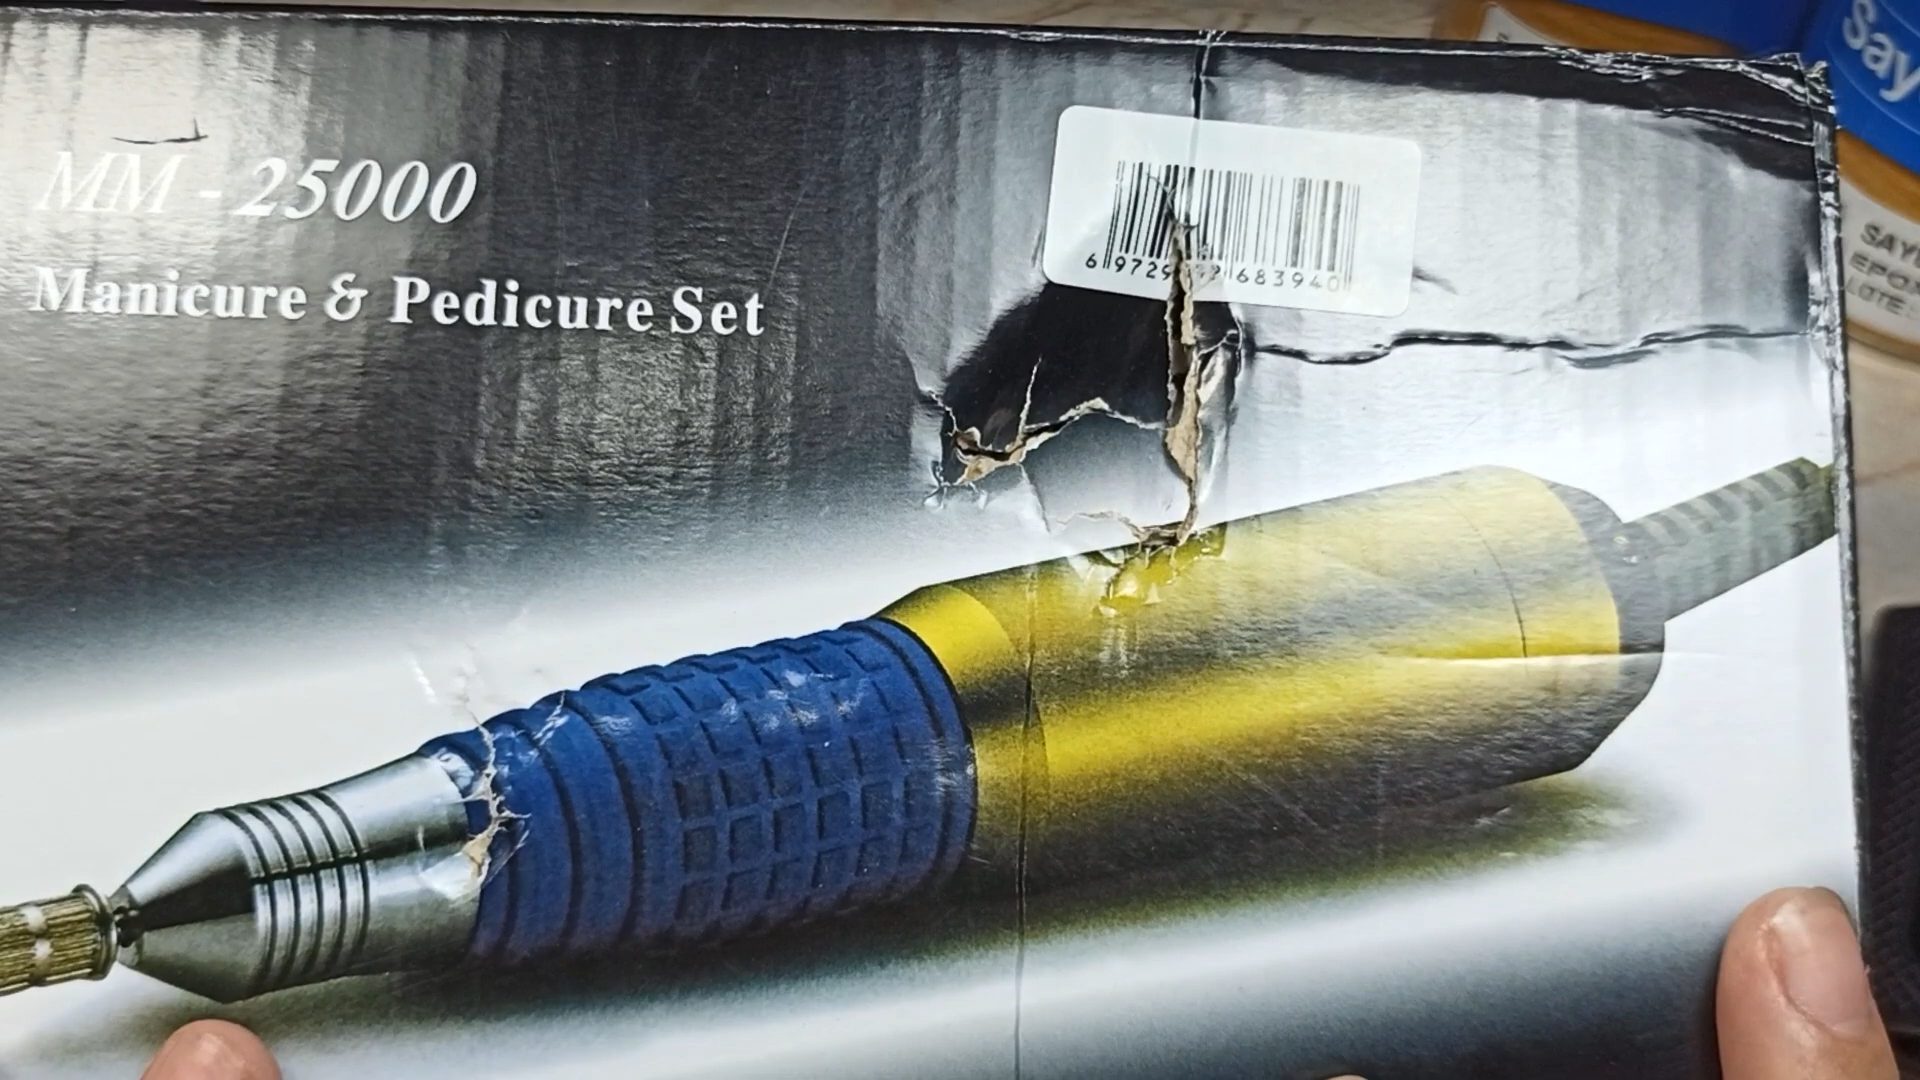 MM - 25000
Manicure & Pedicure Set
Say
SAY
EPO
LOTE
683940